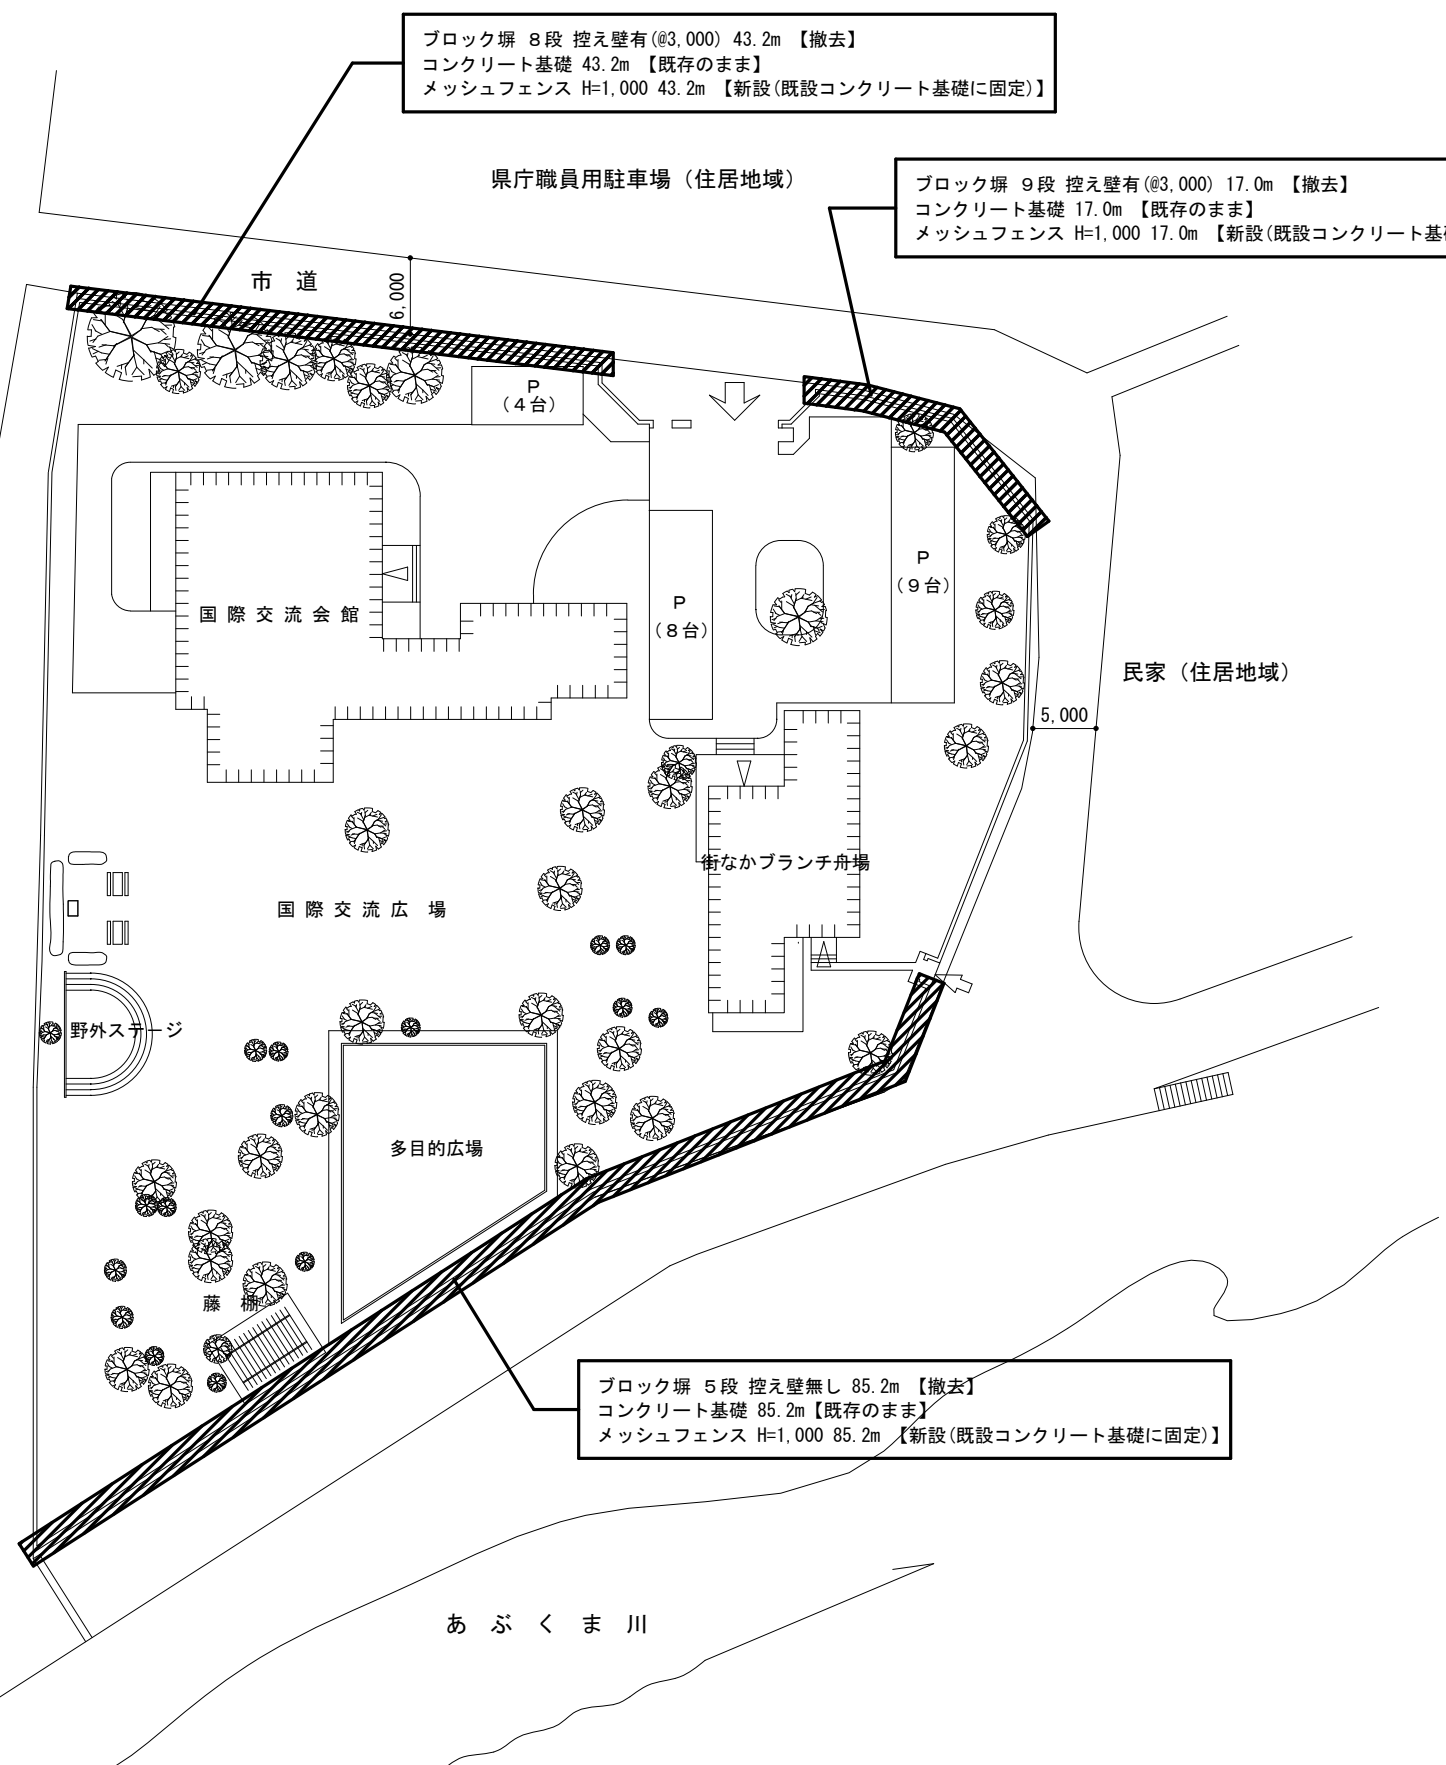 ブロック塀 ８段 控え壁有(@3,000) 43.2m 【撤去】
コンクリート基礎 43.2m 【既存のまま】
メッシュフェンス H=1,000 43.2m 【新設(既設コンクリート基礎に固定)】
県庁職員用駐車場（住居地域）
ブロック塀 ９段 控え壁有(@3,000) 17.0m 【撤去】
コンクリート基礎 17.0m 【既存のまま】
メッシュフェンス H=1,000 17.0m 【新設(既設コンクリート基礎
市 道
6,000
P
（４台）
P
（９台）
国 際 交 流 会 館
P
（８台）
民家（住居地域）
5,000
街なかブランチ舟場
国 際 交 流 広 場
野外ステージ
多目的広場
藤 棚
ブロック塀 ５段 控え壁無し 85.2m 【撤去】
コンクリート基礎 85.2m【既存のまま】
メッシュフェンス H=1,000 85.2m 【新設(既設コンクリート基礎に固定)】
あ ぶ く ま 川